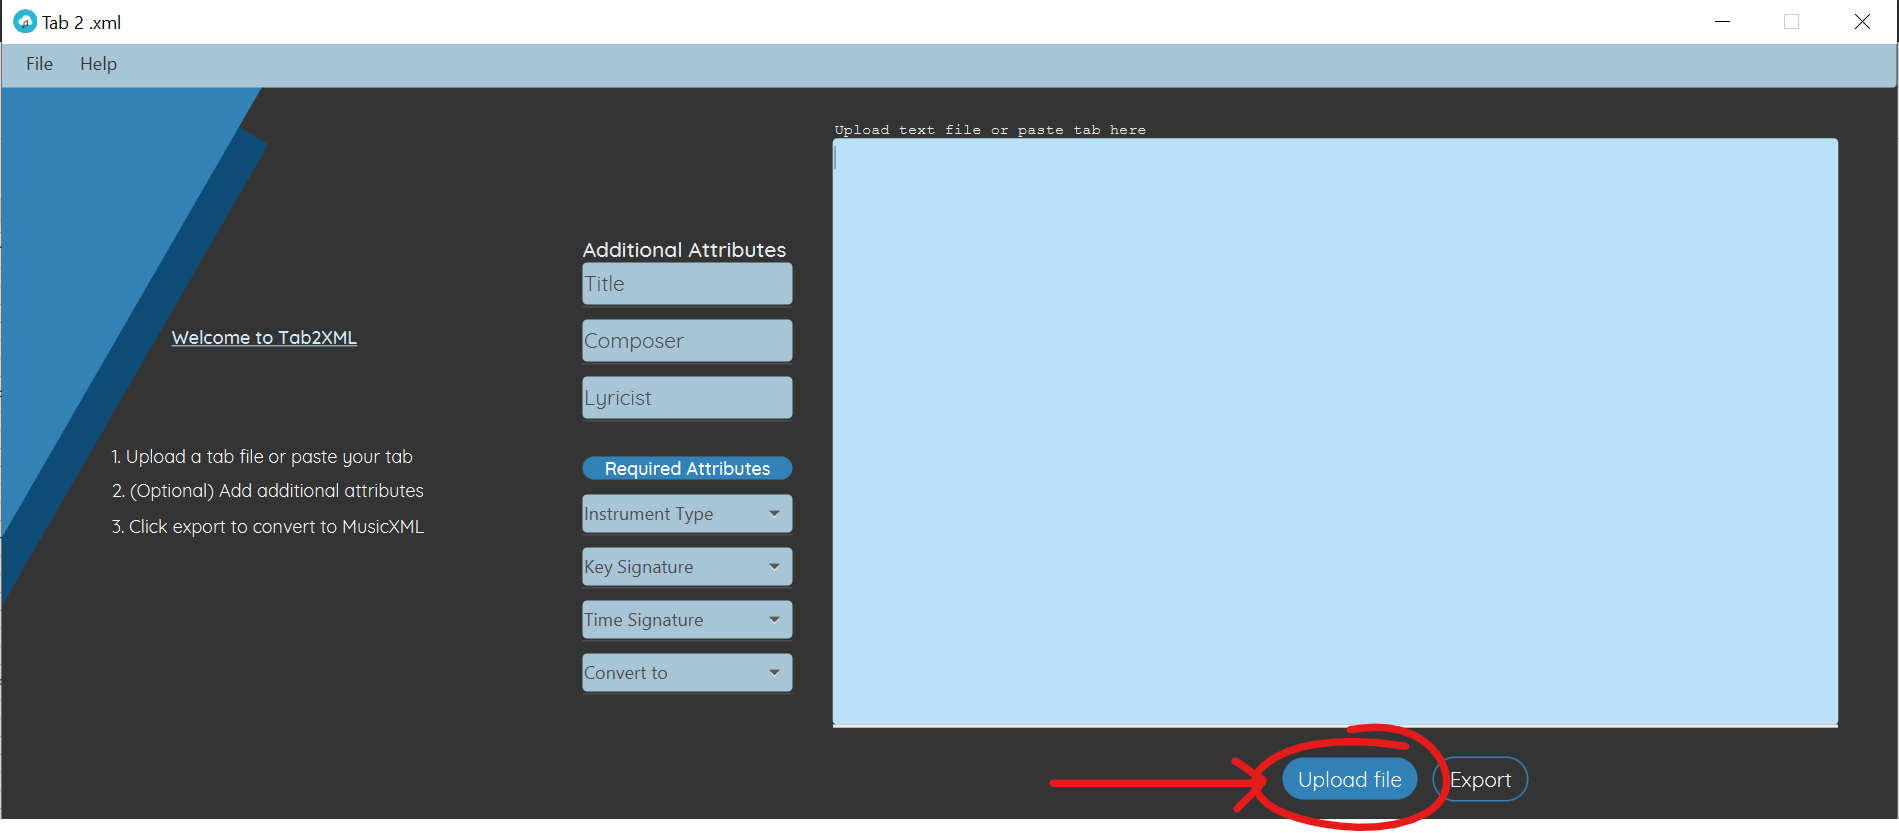 Tab 2 .xml
File Help
Upload text file or paste tab here
Additional Attributes
Title
Composer
Lyricist
Welcome to Tab2XML
1. Upload a tab file or paste your tab
2. (Optional) Add additional attributes
3. Click export to convert to MusicXML
Required Attributes
Instrument Type
Key Signature
Time Signature
Convert to
Upload file
Export